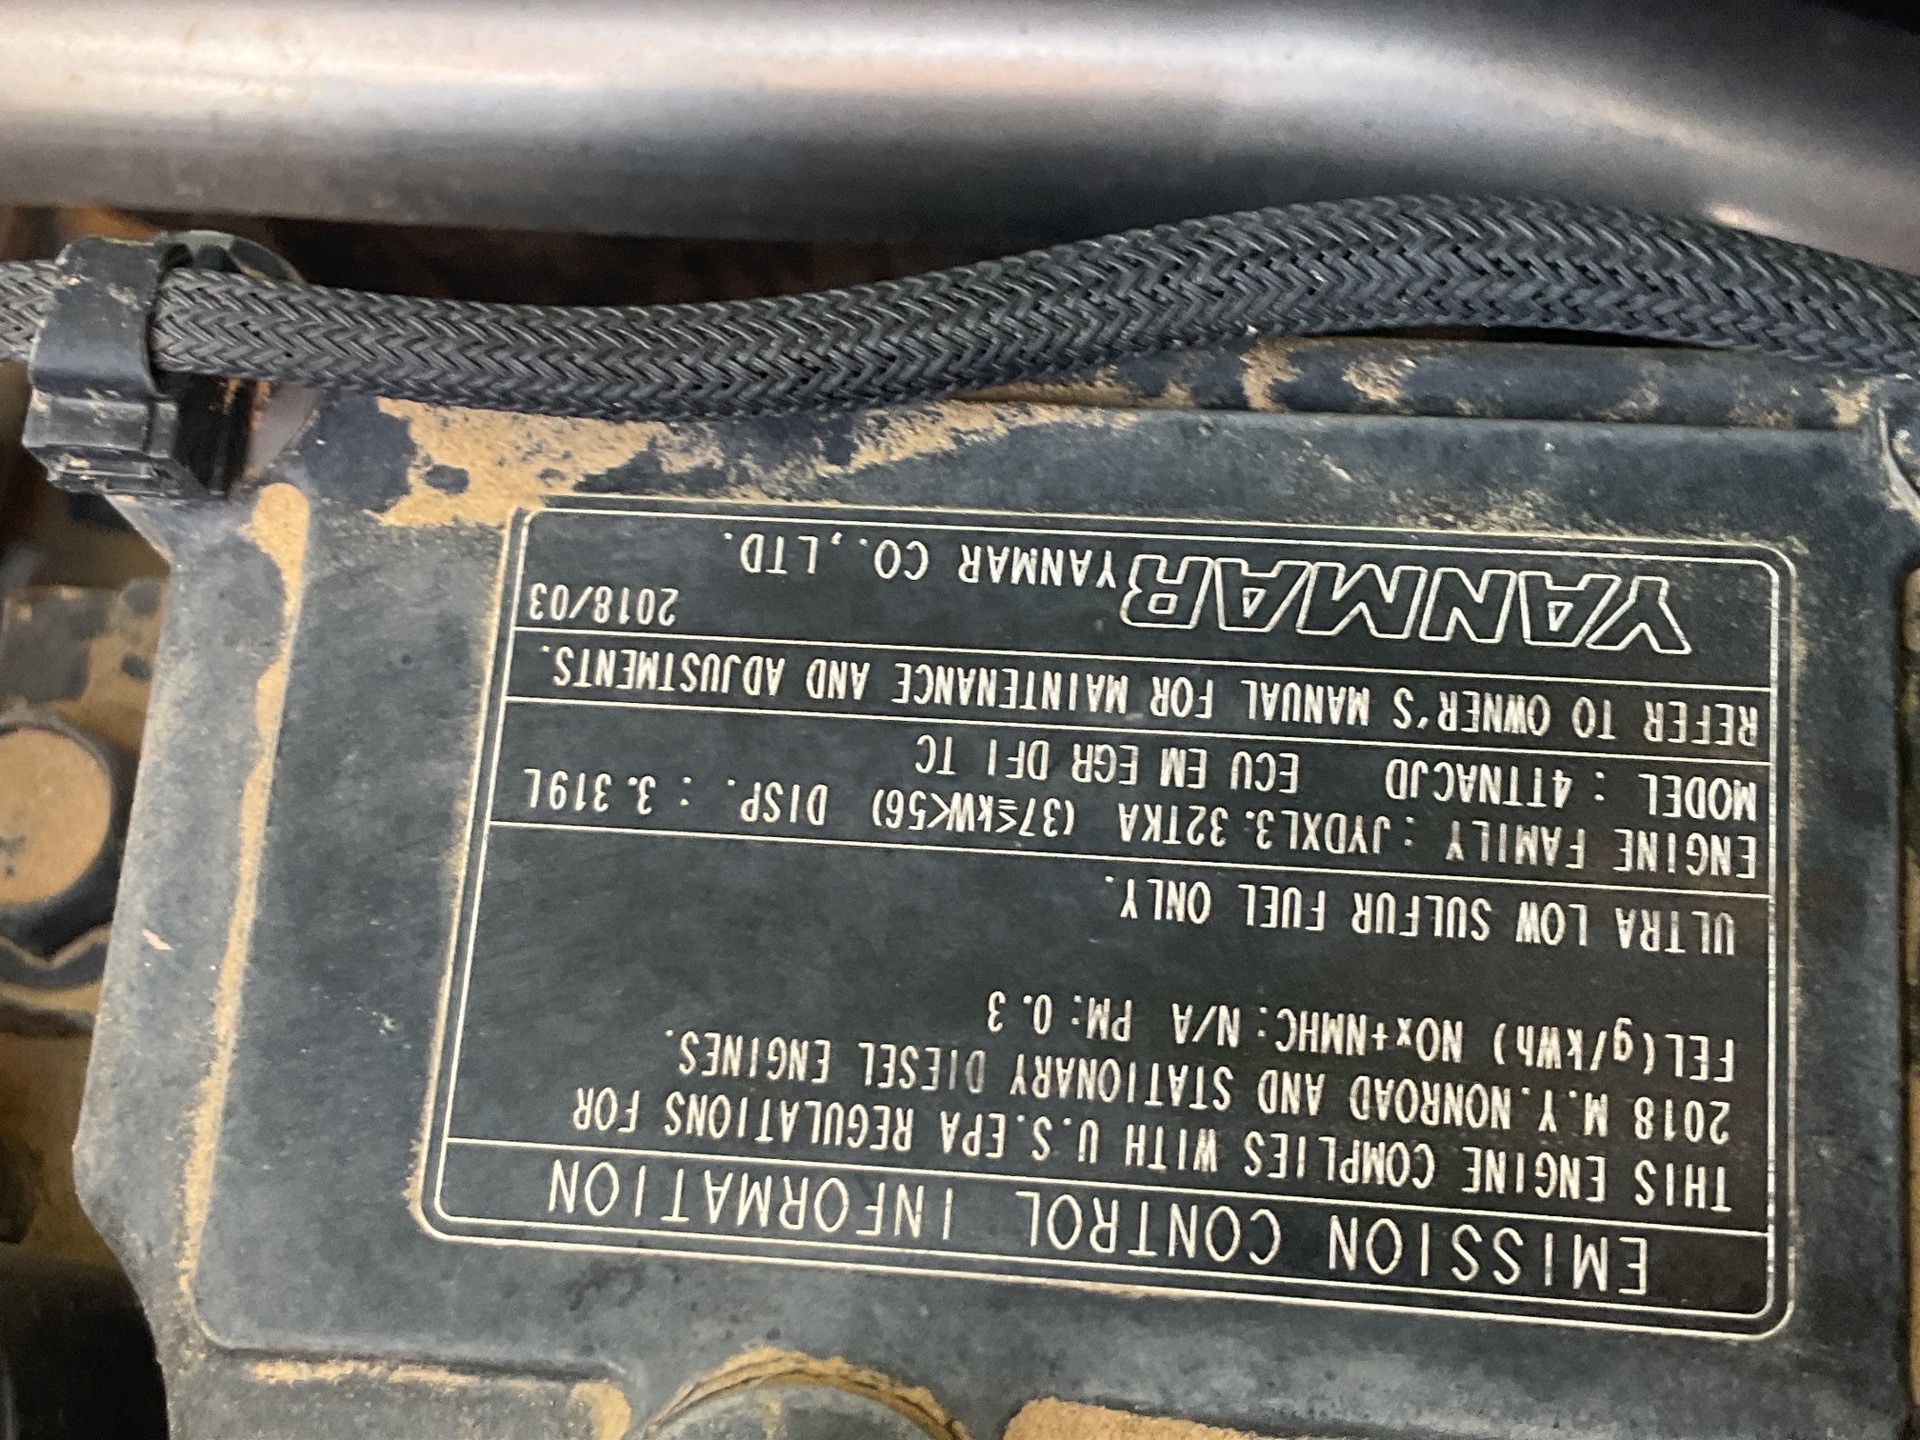 EMISSION CONTROL INFORMATION
THIS ENGINE COMPLIES WITH U.S.EPA REGULATIONS FOR
2018 M.Y.NONROAD AND STATIONARY DIESEL ENGINES.
FEL(g/kWh) NOx+NMHC:N/A PM:0.3
ULTRA LOW SULFUR FUEL ONLY.
ENGINE FAMILY : JYDXL3.32TKA (37≦kW<56) DISP. : 3.319L
MODEL : 4TTNACJD ECU EM EGR DFI TC
REFER TO OWNER'S MANUAL FOR MAINTENANCE AND ADJUSTMENTS.
2018/03
YANMAR YANMAR CO.,LTD.